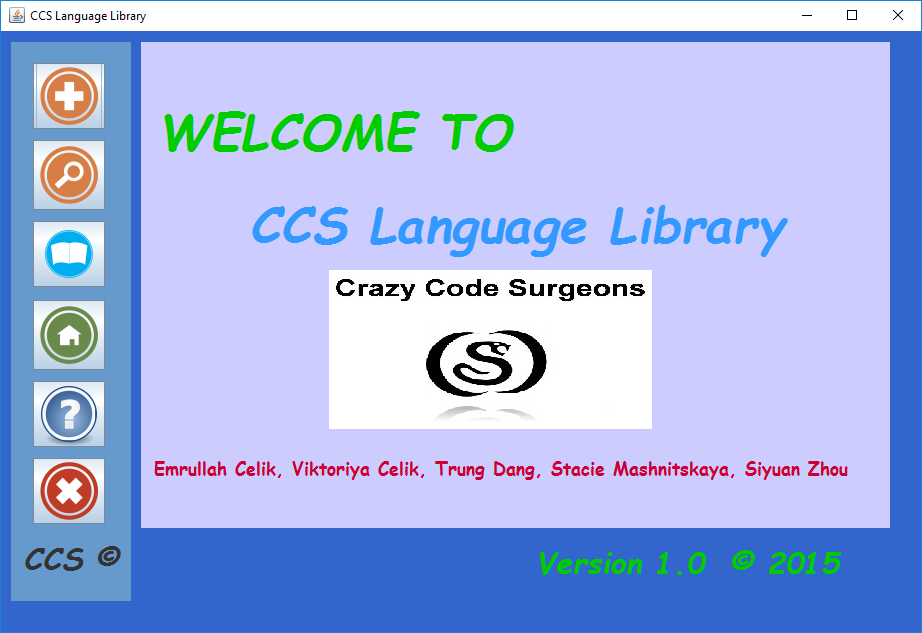 CCS Language Library
WELCOME TO
CCS Language Library
Crazy Code Surgeons
Emrullah Celik, Viktoriya Celik, Trung Dang, Stacie Mashnitskaya, Siyuan Zhou
CCS ©
Version 1.0 © 2015